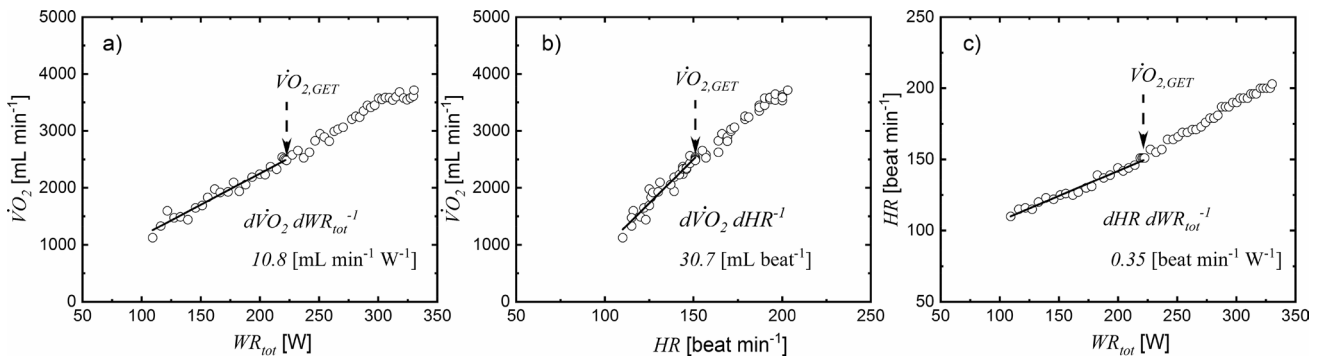 a)
V̇O2,GET
dV̇O2 dWRtot-1
10.8 [mL min-1 W-1]
V̇O2 [mL min-1]
5000
4000
3000
2000
1000
0
50 100 150 200 250 300 350
WRtot [W]
b)
V̇O2,GET
dV̇O2 dHR-1
30.7 [mL beat-1]
V̇O2 [mL min-1]
5000
4000
3000
2000
1000
0
50 100 150 200 250
HR [beat min-1]
c)
V̇O2,GET
dHR dWRtot-1
0.35 [beat min-1 W-1]
HR [beat min-1]
250
200
150
100
50
50 100 150 200 250 300 350
WRtot [W]